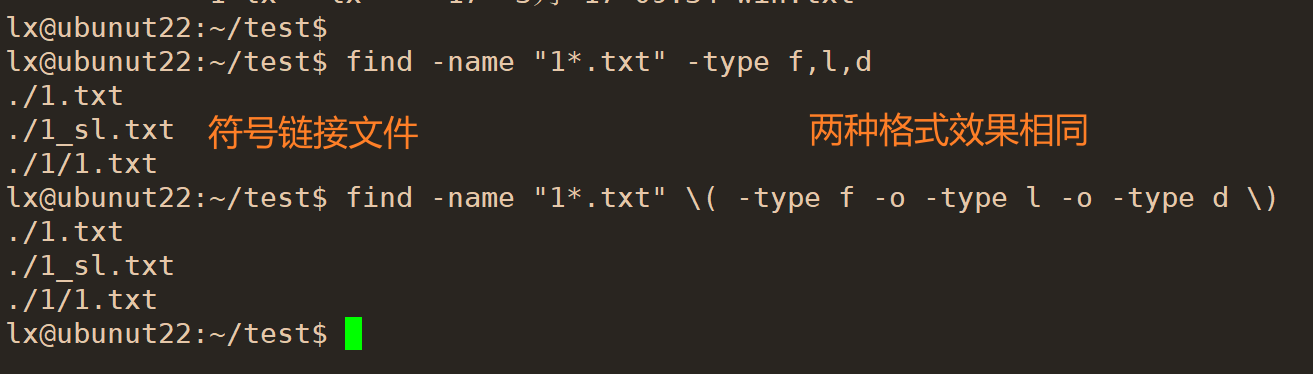 lx@ubunut22:~/test$
lx@ubunut22:~/test$ find -name "1*.txt" -type f,l,d
./1.txt
./1_sl.txt 符号链接文件 两种格式效果相同
./1/1.txt
lx@ubunut22:~/test$ find -name "1*.txt" \( -type f -o -type l -o -type d \)
./1.txt
./1_sl.txt
./1/1.txt
lx@ubunut22:~/test$